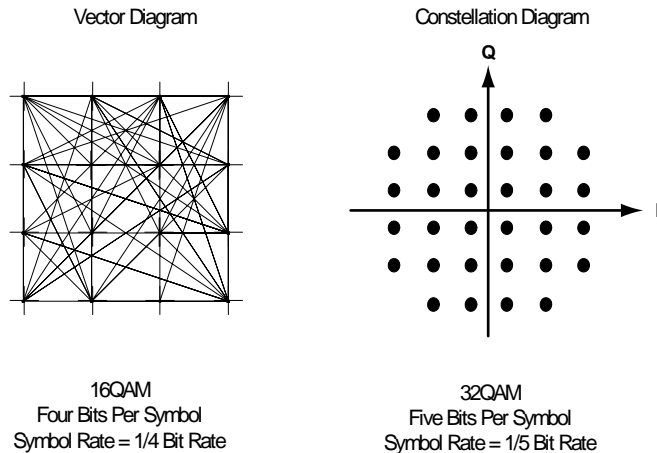 Vector Diagram
Constellation Diagram
Q
I
16QAM
Four Bits Per Symbol
Symbol Rate = 1/4 Bit Rate
32QAM
Five Bits Per Symbol
Symbol Rate = 1/5 Bit Rate